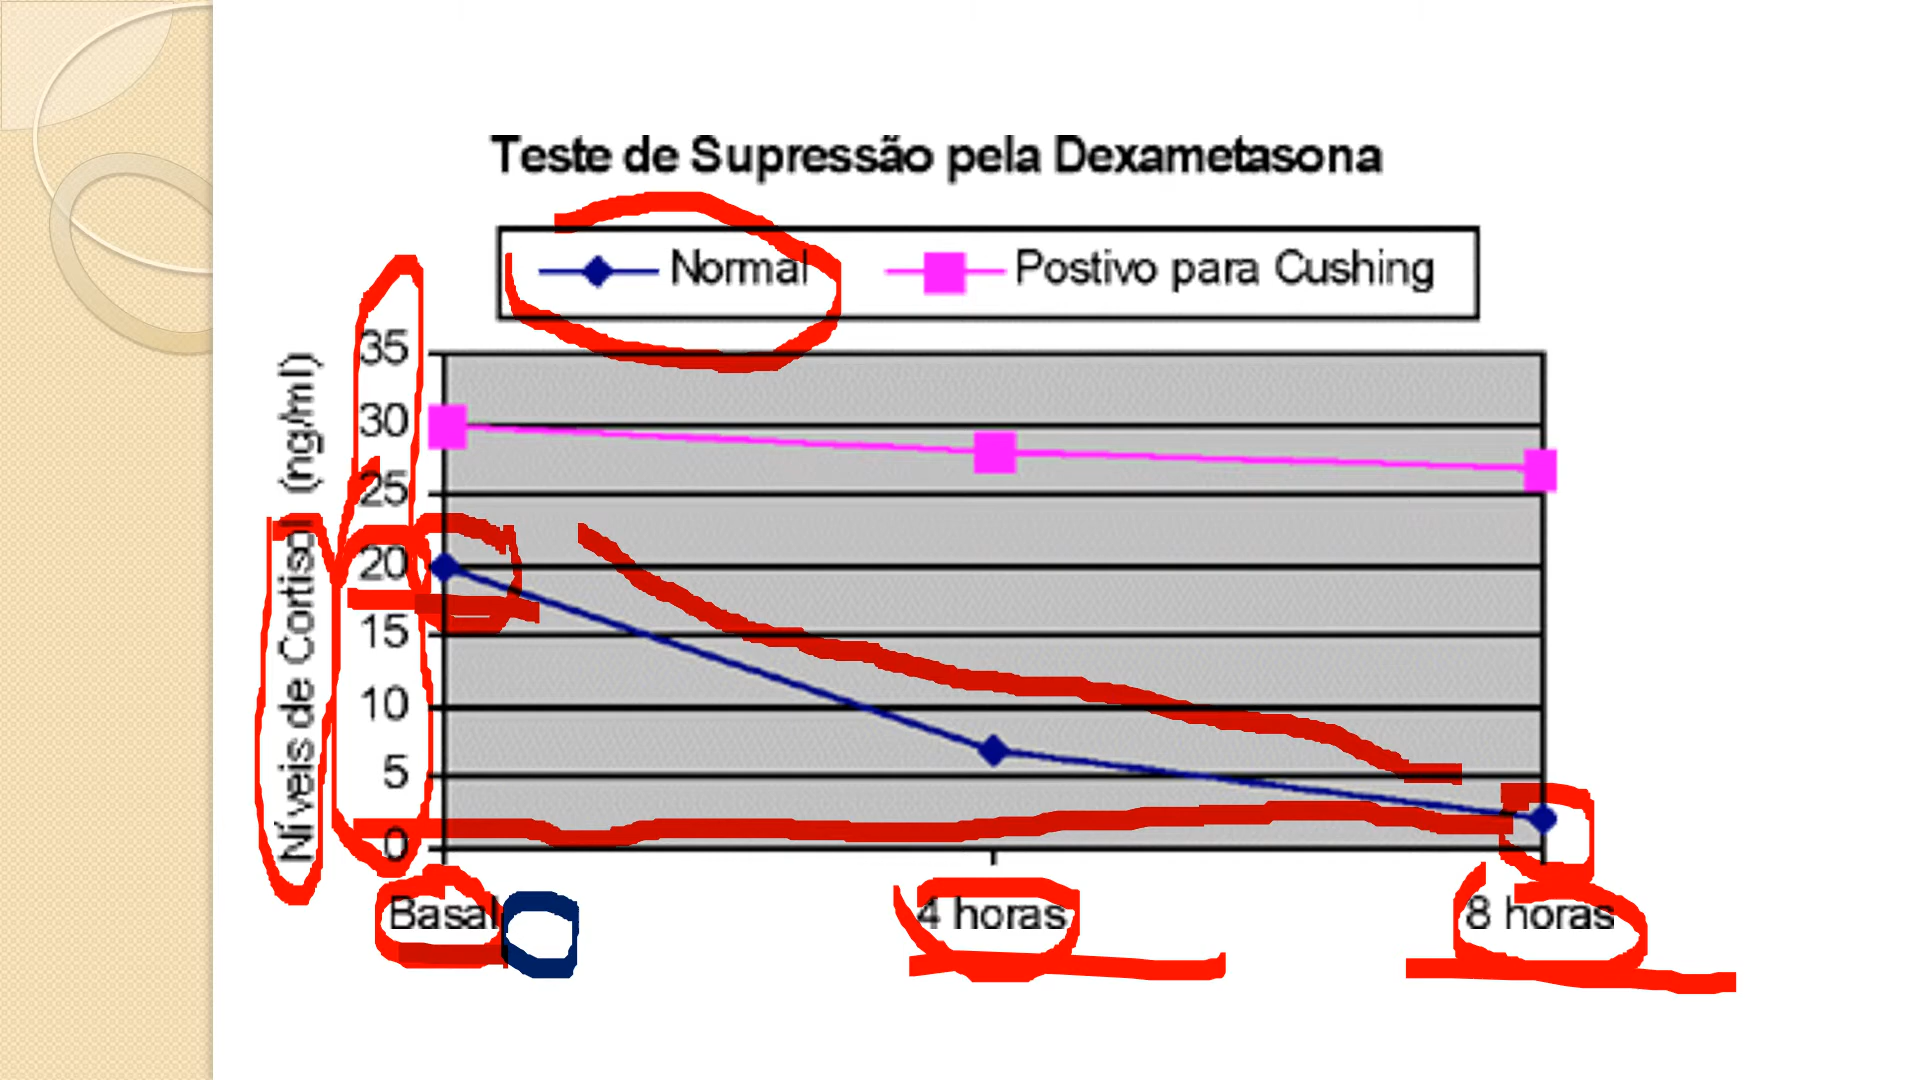 Teste de Supressão pela Dexametasona
Normal Postivo para Cushing
Níveis de Cortisol (ng/ml)
35
30
25
20
15
10
5
0
Basal 4 horas 8 horas